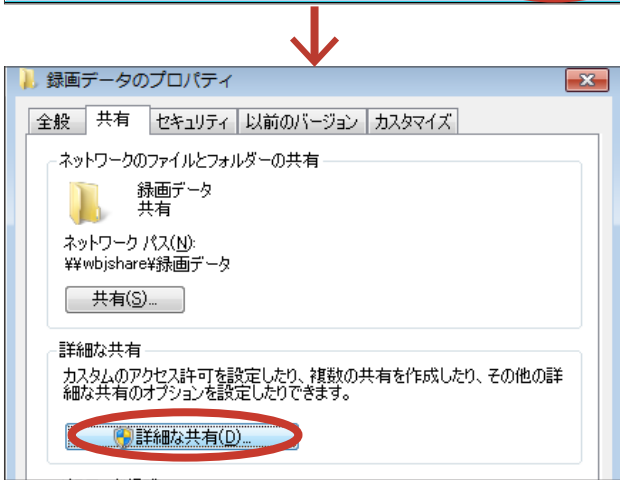 録画データのプロパティ
全般 共有 セキュリティ 以前のバージョン カスタマイズ
ネットワークのファイルとフォルダーの共有
録画データ
共有
ネットワーク パス(N):
¥¥wbjshare¥録画データ
共有(S)...
詳細な共有
カスタムのアクセス許可を設定したり、複数の共有を作成したり、その他の詳
細な共有のオプションを設定したりできます。
詳細な共有(D)...